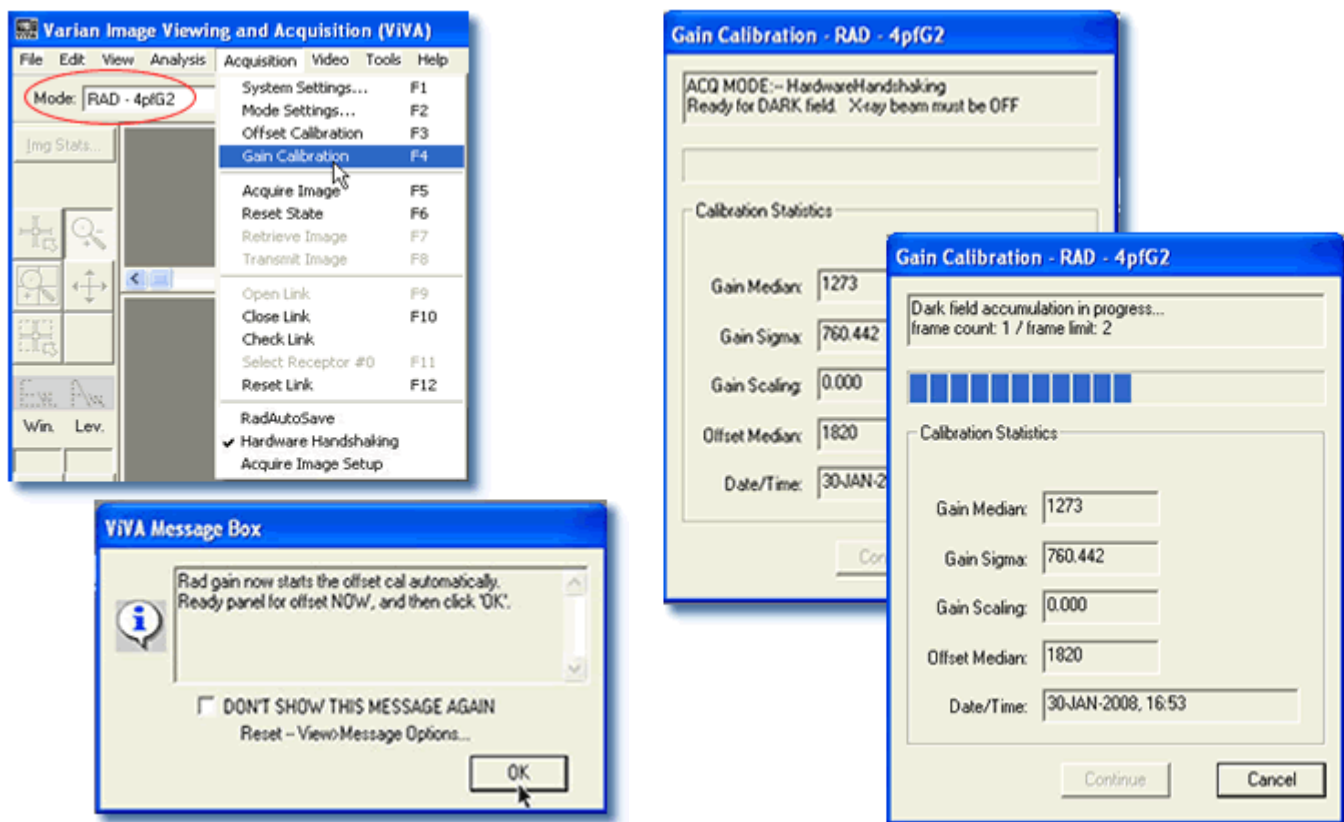 Varian Image Viewing and Acquisition (ViVA)
File Edit View Analysis Acquisition Video Tools Help
Mode: RAD - 4pfG2
Img Stats...
System Settings... F1
Mode Settings... F2
Offset Calibration F3
Gain Calibration F4
Acquire Image F5
Reset State F6
Retrieve Image F7
Transmit Image F8
Open Link F9
Close Link F10
Check Link
Select Receptor #0 F11
Reset Link F12
RadAutoSave
Hardware Handshaking
Acquire Image Setup
Win. Lev.
ViVA Message Box
Rad gain now starts the offset cal automatically.
Ready panel for offset NOW, and then click 'OK'.
DON'T SHOW THIS MESSAGE AGAIN
Reset -- View>Message Options...
OK
Gain Calibration - RAD - 4pfG2
ACQ MODE:-- HardwareHandshaking
Ready for DARK field. X-ray beam must be OFF
Calibration Statistics
Gain Median: 1273
Gain Sigma: 760.442
Gain Scaling: 0.000
Offset Median: 1820
Date/Time: 30-JAN-2
Con
Gain Calibration - RAD - 4pfG2
Dark field accumulation in progress...
frame count: 1 / frame limit: 2
Calibration Statistics
Gain Median: 1273
Gain Sigma: 760.442
Gain Scaling: 0.000
Offset Median: 1820
Date/Time: 30-JAN-2008, 16:53
Continue Cancel